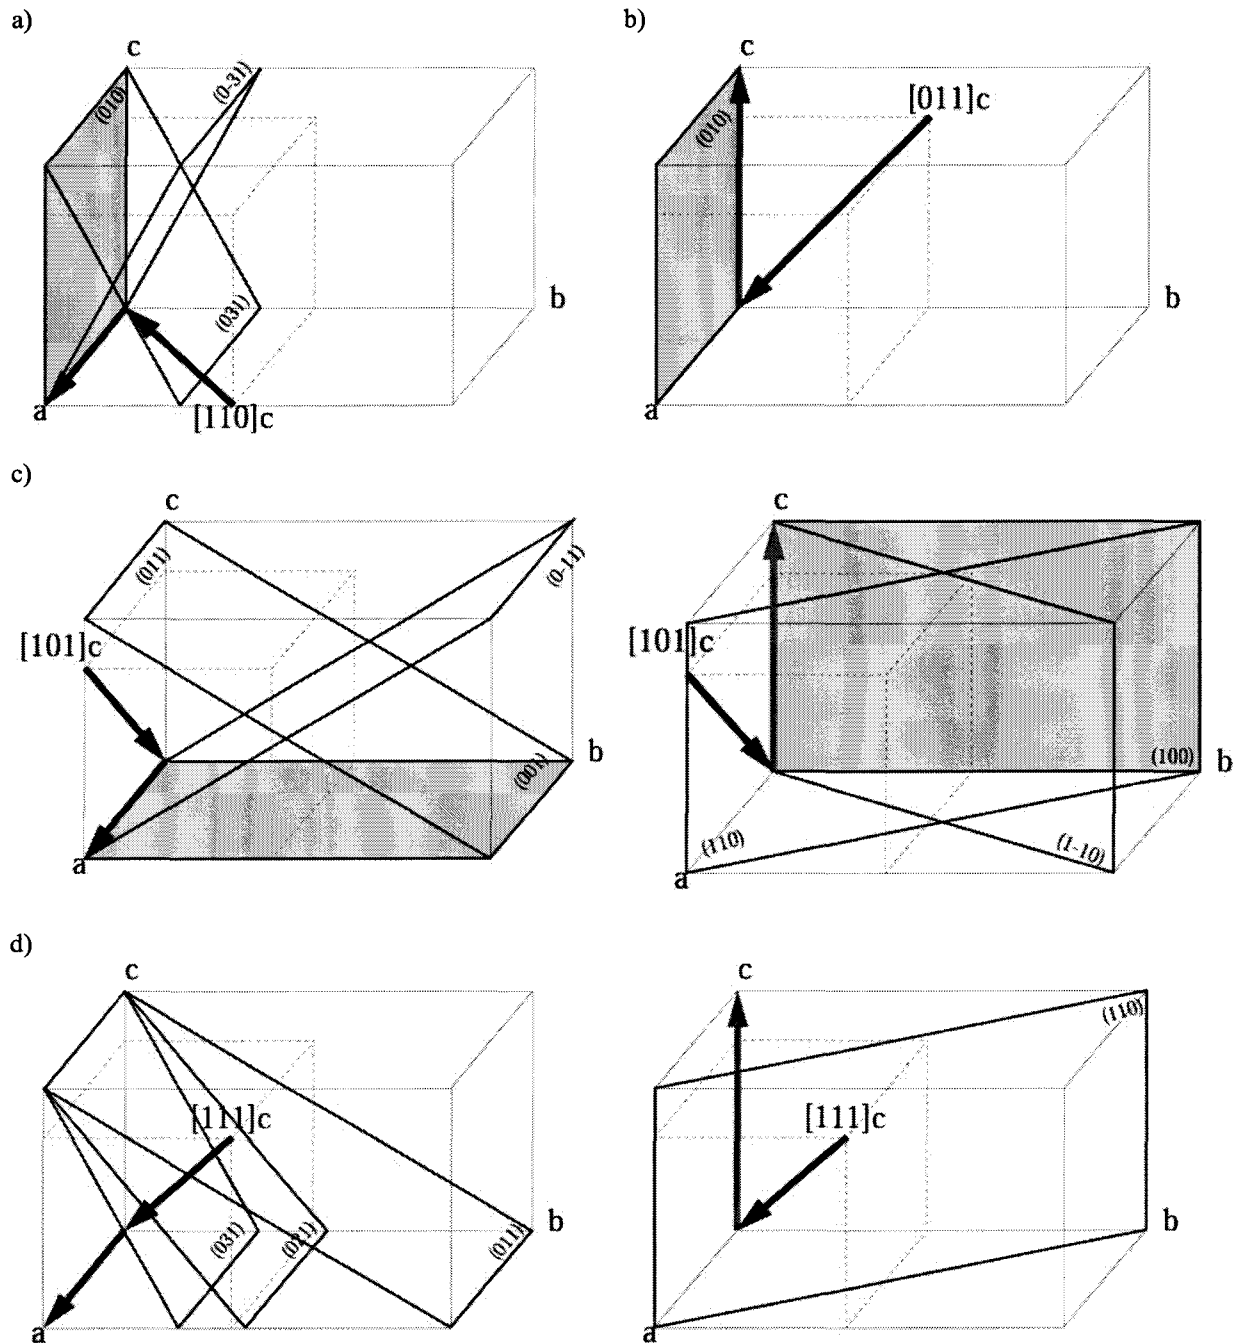 a)
c
(010)
(0-31)
(031)
b
a
[110]c
b)
c
(010)
[011]c
b
a
c)
c
(011)
(0-11)
[101]c
(001)
b
a
c
[101]c
(100)
b
(110)
(1-10)
a
d)
c
[111]c
(031)
(021)
(011)
b
a
c
(110)
[111]c
b
a